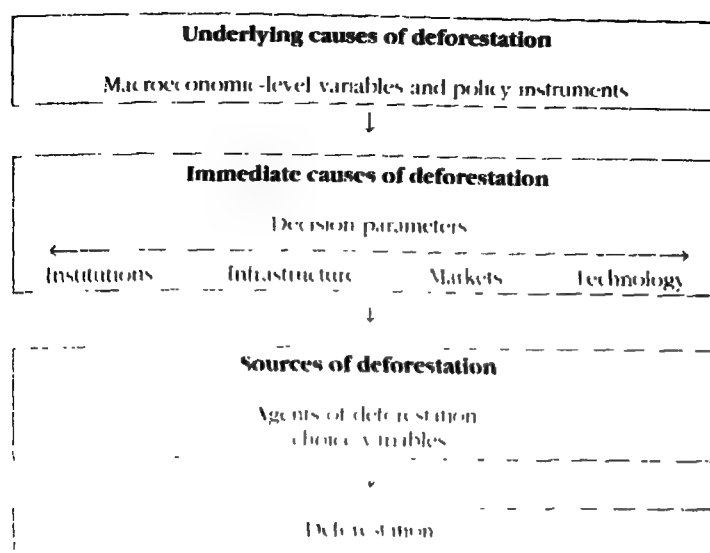 Underlying causes of deforestation
Macroeconomic-level variables and policy instruments
Immediate causes of deforestation
Decision parameters
Institutions Infrastructure Markets Technology
Sources of deforestation
Agents of deforestation
choice variables
Deforestation